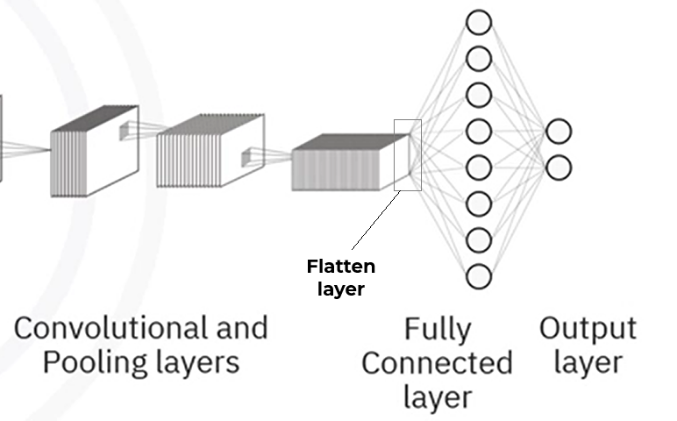 Flatten
layer
Convolutional and
Pooling layers
Fully
Connected
layer
Output
layer